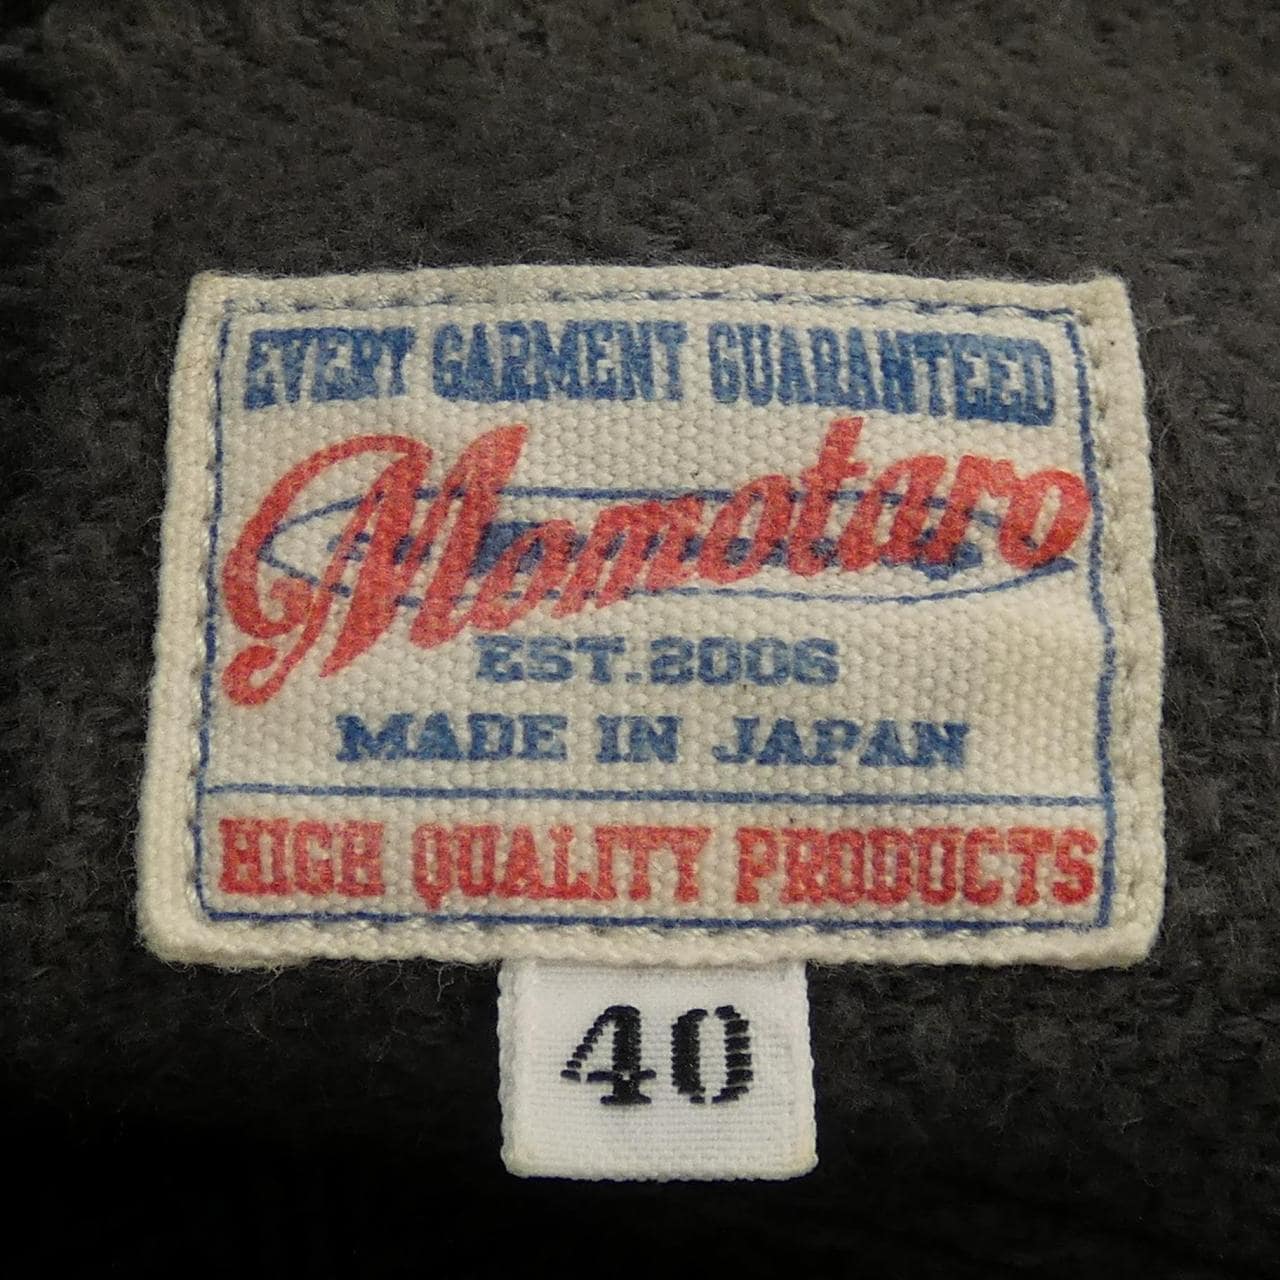 EVERY GARMENT GUARANTEED
Momotaro
EST.2006
MADE IN JAPAN
HIGH QUALITY PRODUCTS
40